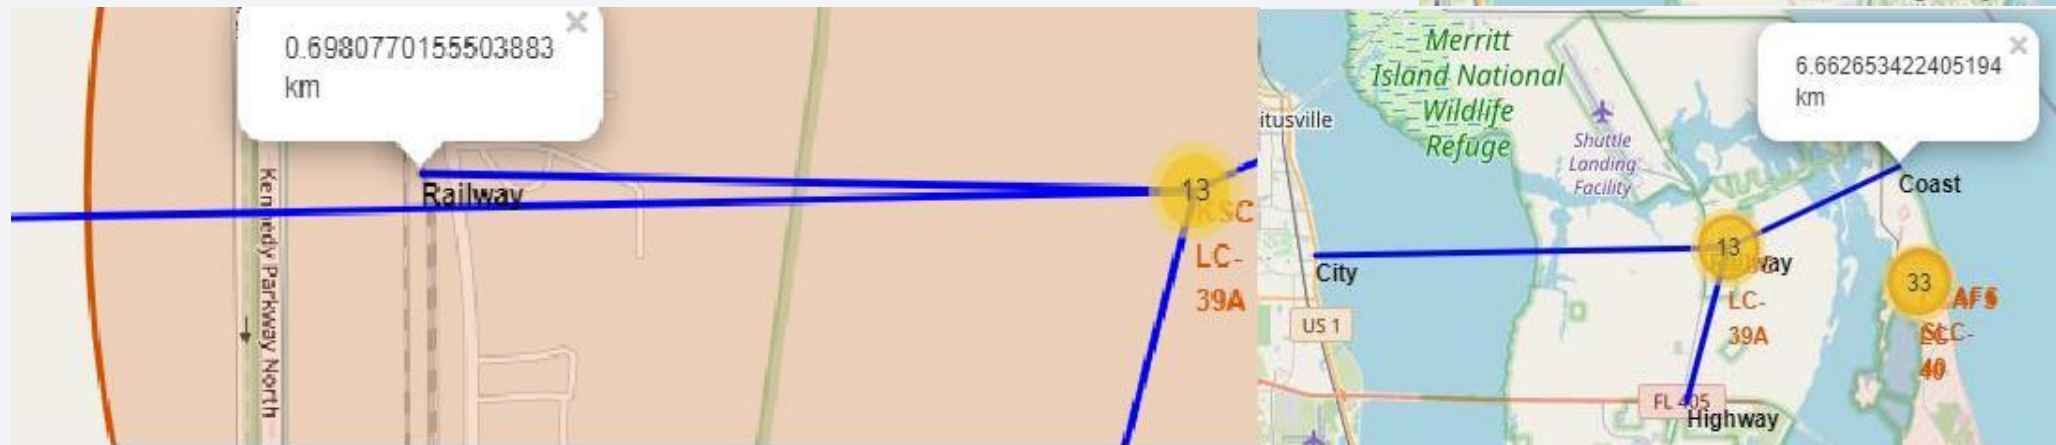 0.6980770155503883
km
×
Railway
Kennedy Parkway North
13
KSC
LC-
39A
Merritt
Island National
Wildlife
Refuge
itusville
Shuttle
Landing
Facility
6.662653422405194
km
×
Coast
City
13
LC-
39A
33
US 1
FL 405
Highway
40